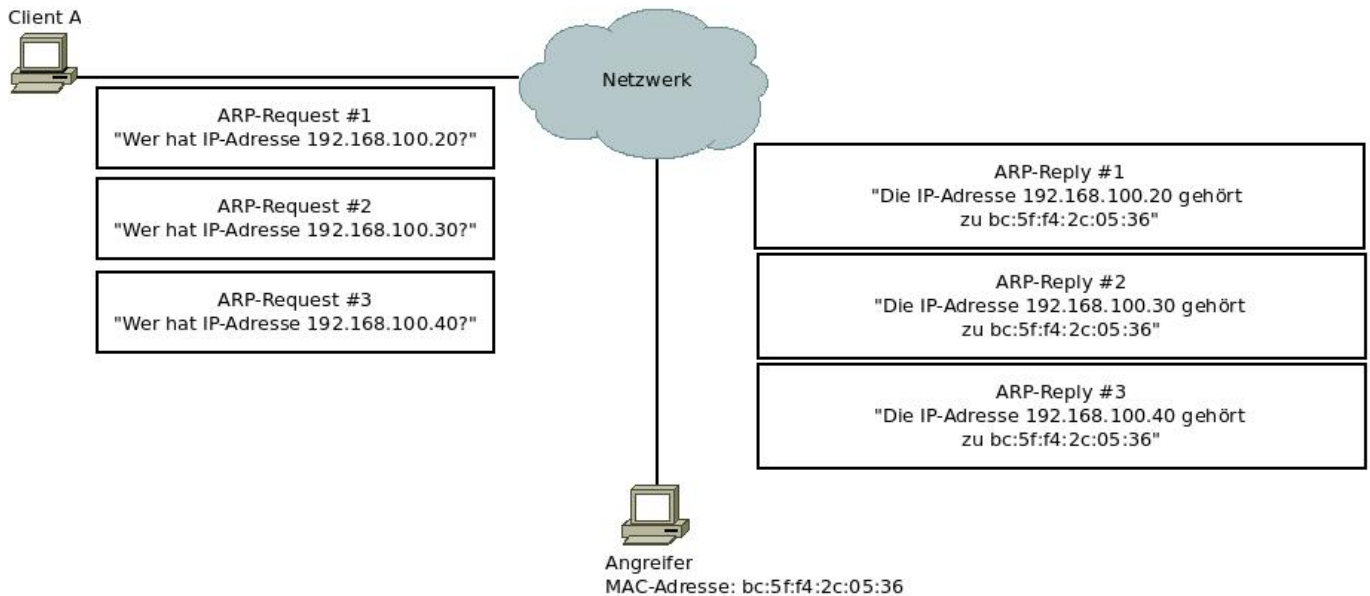 Client A
Netzwerk
ARP-Request #1
"Wer hat IP-Adresse 192.168.100.20?"
ARP-Request #2
"Wer hat IP-Adresse 192.168.100.30?"
ARP-Request #3
"Wer hat IP-Adresse 192.168.100.40?"
ARP-Reply #1
"Die IP-Adresse 192.168.100.20 gehört
zu bc:5f:f4:2c:05:36"
ARP-Reply #2
"Die IP-Adresse 192.168.100.30 gehört
zu bc:5f:f4:2c:05:36"
ARP-Reply #3
"Die IP-Adresse 192.168.100.40 gehört
zu bc:5f:f4:2c:05:36"
Angreifer
MAC-Adresse: bc:5f:f4:2c:05:36